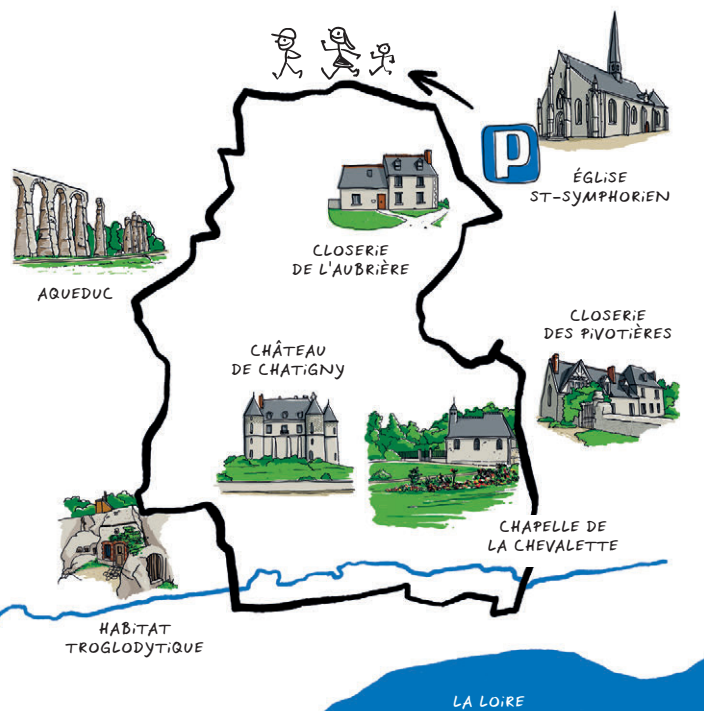 P
ÉGLISE
ST-SYMPHORIEN
CLOSERIE
DE L'AUBRIÈRE
AQUEDUC
CLOSERIE
DES PIVOTIÈRES
CHÂTEAU
DE CHATIGNY
CHAPELLE DE
LA CHEVALETTE
HABITAT
TROGLODYTIQUE
LA LOIRE